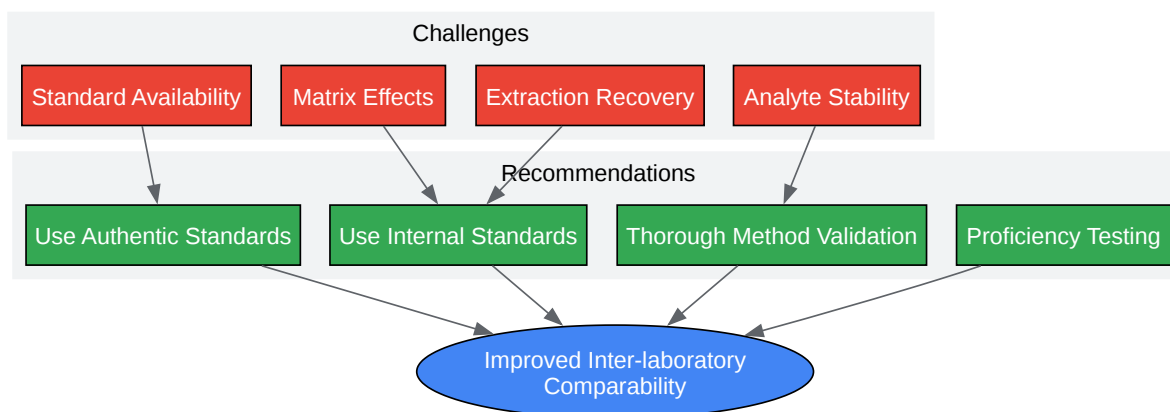 Challenges
Standard Availability
Matrix Effects
Extraction Recovery
Analyte Stability
Recommendations
Use Authentic Standards
Use Internal Standards
Thorough Method Validation
Proficiency Testing
Improved Inter-laboratory
Comparability